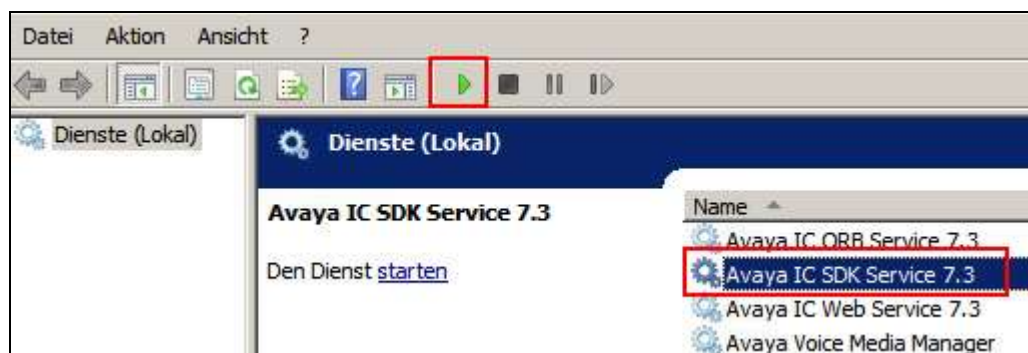 Datei Aktion Ansicht ?
Dienste (Lokal)
Dienste (Lokal)
Avaya IC SDK Service 7.3
Den Dienst starten
Name
Avaya IC ORB Service 7.3
Avaya IC SDK Service 7.3
Avaya IC Web Service 7.3
Avaya Voice Media Manager